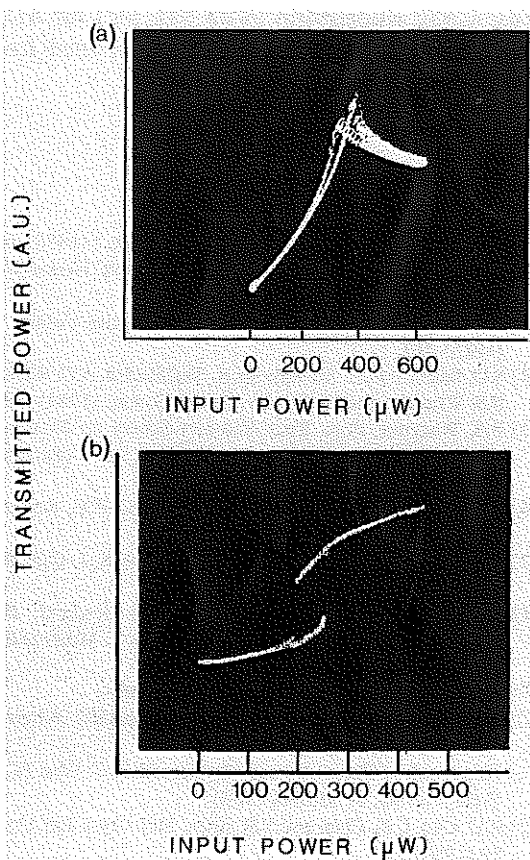 (a)
TRANSMITTED POWER (A.U.)
0 200 400 600
INPUT POWER (μW)
(b)
0 100 200 300 400 500
INPUT POWER (μW)